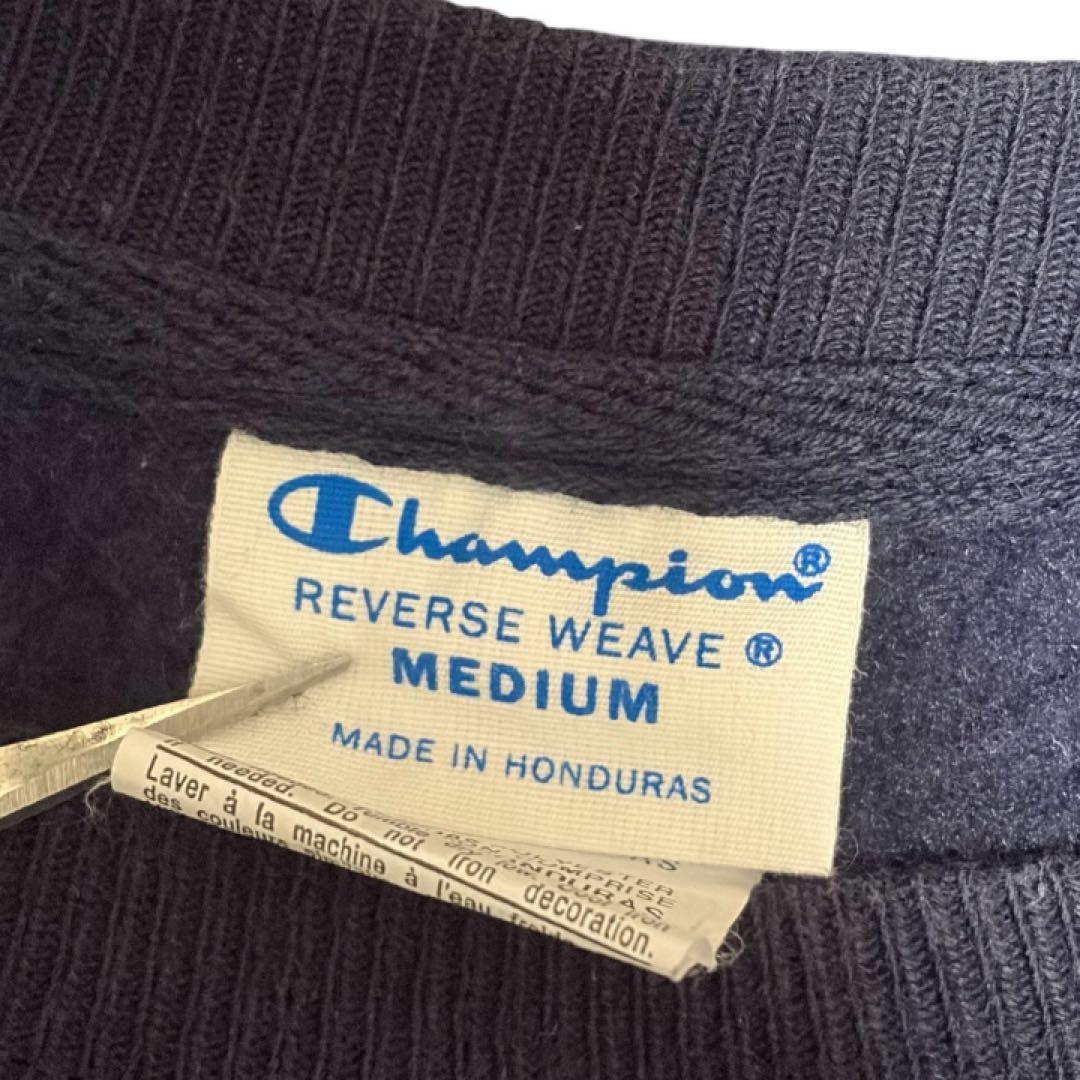 Champion®
REVERSE WEAVE®
MEDIUM
MADE IN HONDURAS
needed. Do not iron decoration.
Laver à la machine à l'eau
des couleurs